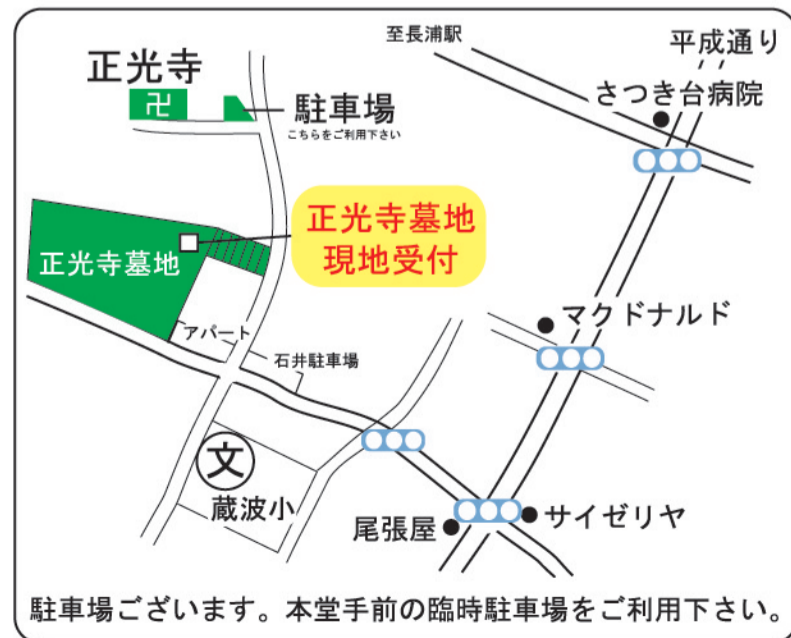 至長浦駅
平成通り
正光寺
卍
駐車場
こちらをご利用下さい
さつき台病院
正光寺墓地
現地受付
正光寺墓地
マクドナルド
アパート
石井駐車場
文
蔵波小
尾張屋
サイゼリヤ
駐車場ございます。本堂手前の臨時駐車場をご利用下さい。